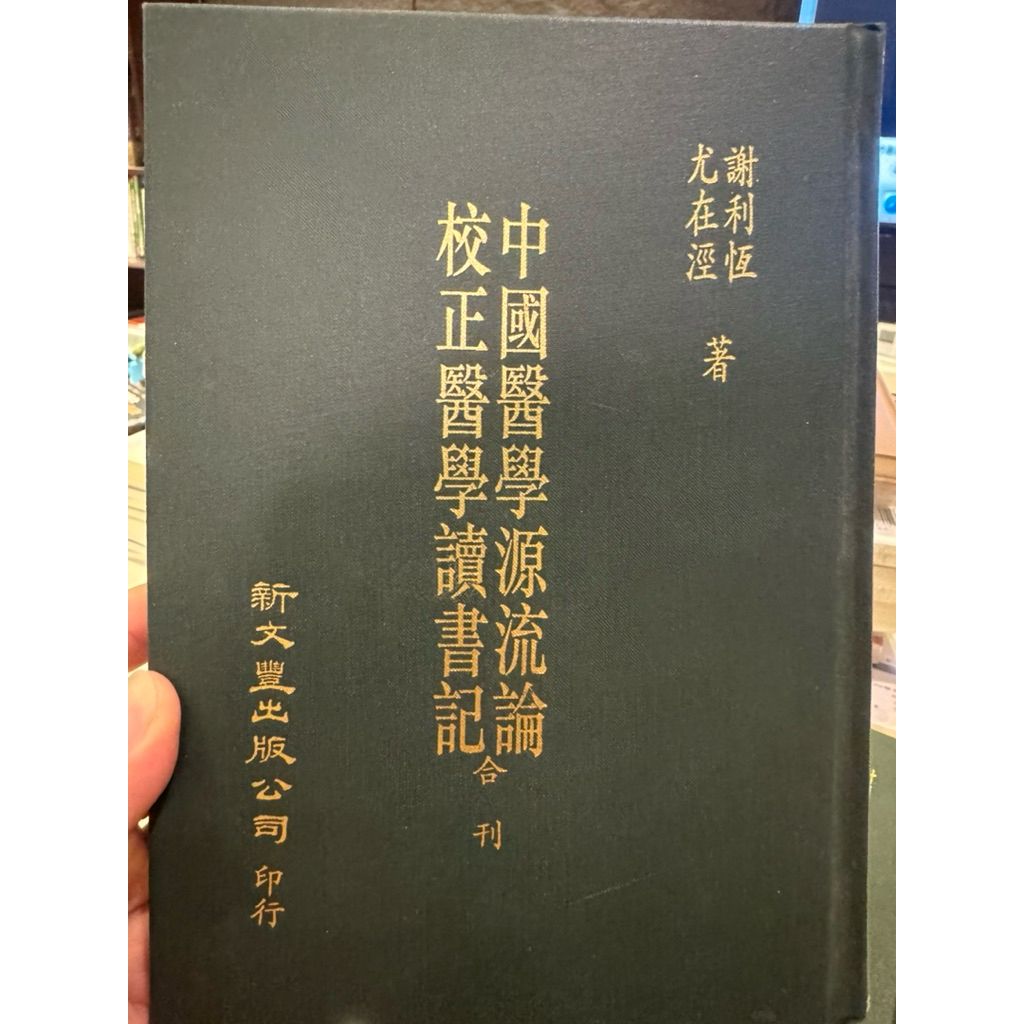 謝利恆
尤在涇
著
中國醫學源流論
校正醫學讀書記
合刊
新文豐出版公司印行